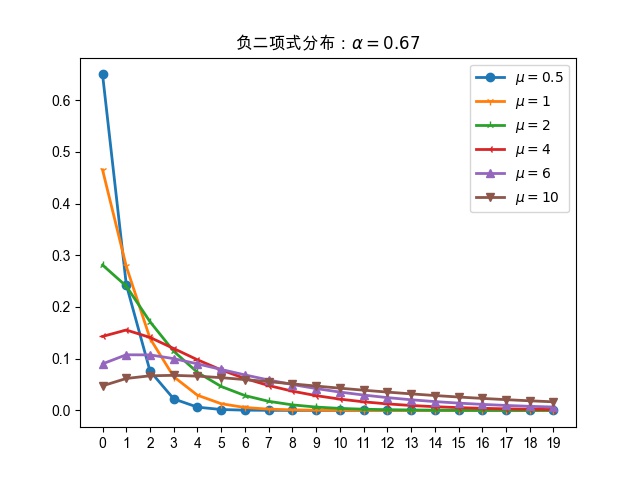 负二项式分布：α = 0.67
μ = 0.5
μ = 1
μ = 2
μ = 4
μ = 6
μ = 10
0.6
0.5
0.4
0.3
0.2
0.1
0.0
0 1 2 3 4 5 6 7 8 9 10 11 12 13 14 15 16 17 18 19